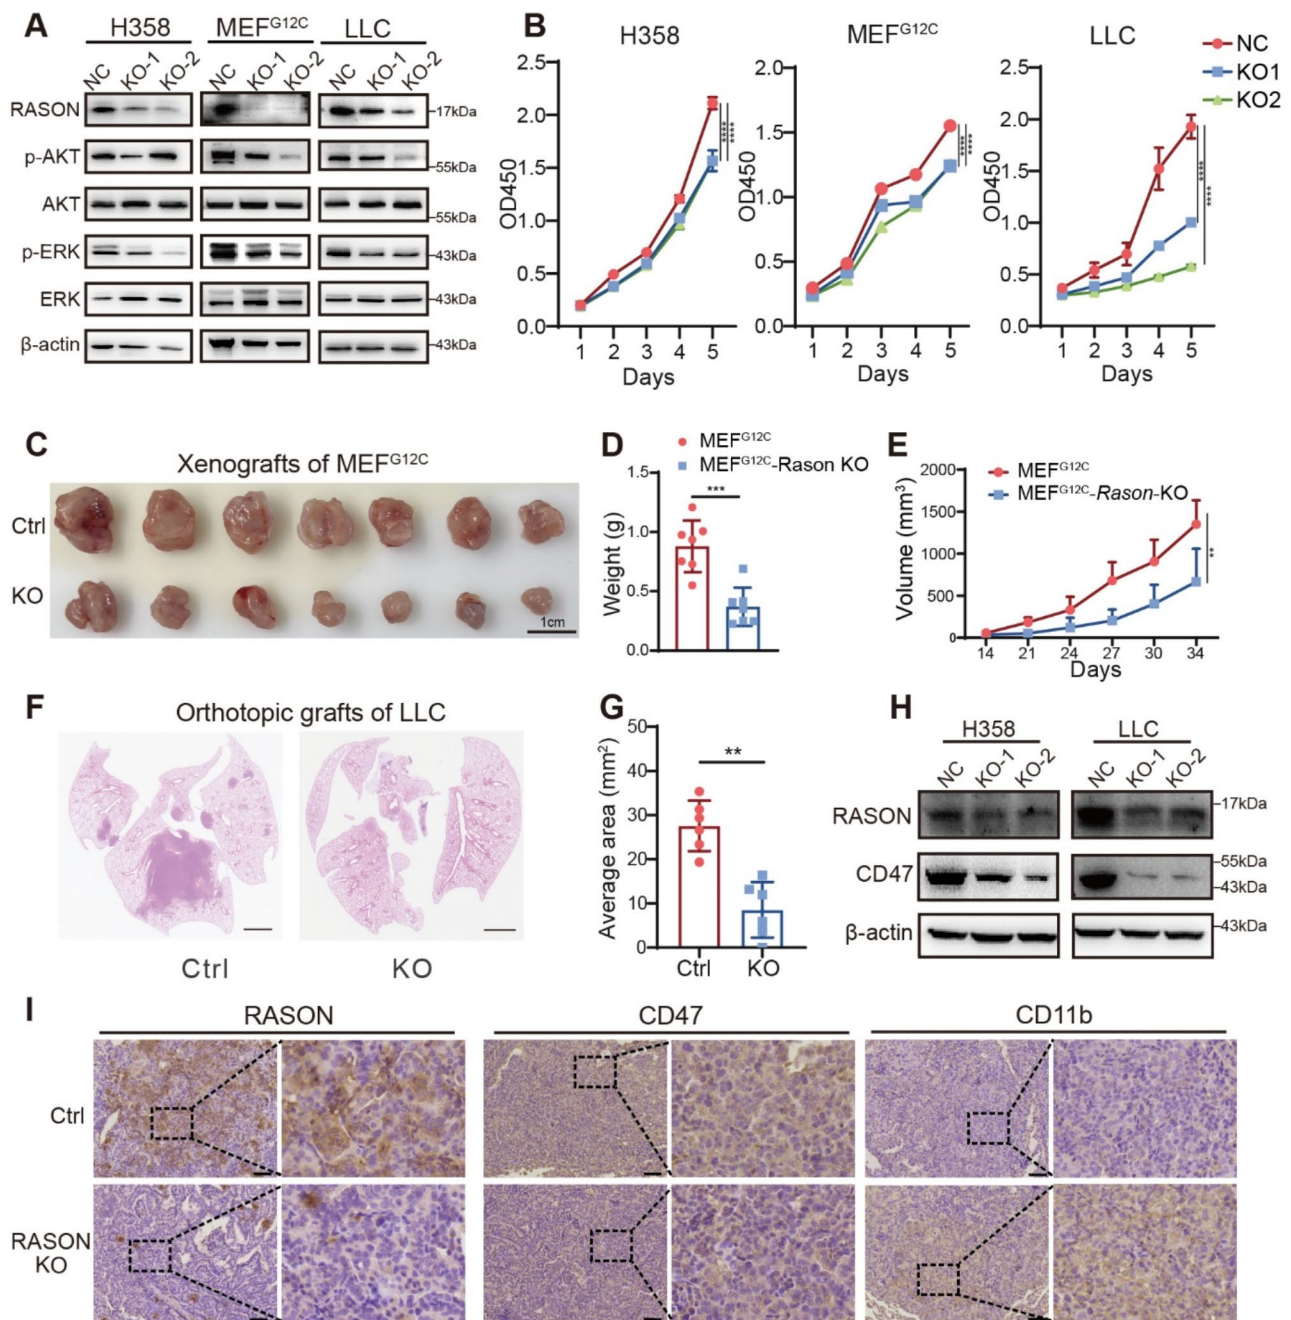 A
H358
MEFG12C
LLC
NC
KO-1
KO-2
NC
KO-1
KO-2
NC
KO-1
KO-2
RASON
17kDa
p-AKT
55kDa
AKT
55kDa
p-ERK
43kDa
ERK
43kDa
β-actin
43kDa
B
H358
MEFG12C
LLC
NC
KO1
KO2
OD450
2.5
2.0
1.5
1.0
0.5
0.0
1 2 3 4 5
Days
****
****
OD450
2.0
1.5
1.0
0.5
0.0
1 2 3 4 5
Days
****
****
OD450
2.5
2.0
1.5
1.0
0.5
0.0
1 2 3 4 5
Days
****
****
C
Xenografts of MEFG12C
Ctrl
KO
1cm
D
MEFG12C
MEFG12C-Rason KO
Weight (g)
1.5
1.0
0.5
0.0
***
E
MEFG12C
MEFG12C-Rason-KO
Volume (mm3)
2000
1500
1000
500
0
14 21 24 27 30 34
Days
**
F
Orthotopic grafts of LLC
Ctrl
KO
G
Average area (mm2)
50
40
30
20
10
0
**
Ctrl KO
H
H358
LLC
NC
KO-1
KO-2
NC
KO-1
KO-2
RASON
17kDa
CD47
55kDa
43kDa
β-actin
43kDa
I
RASON
CD47
CD11b
Ctrl
RASON
KO